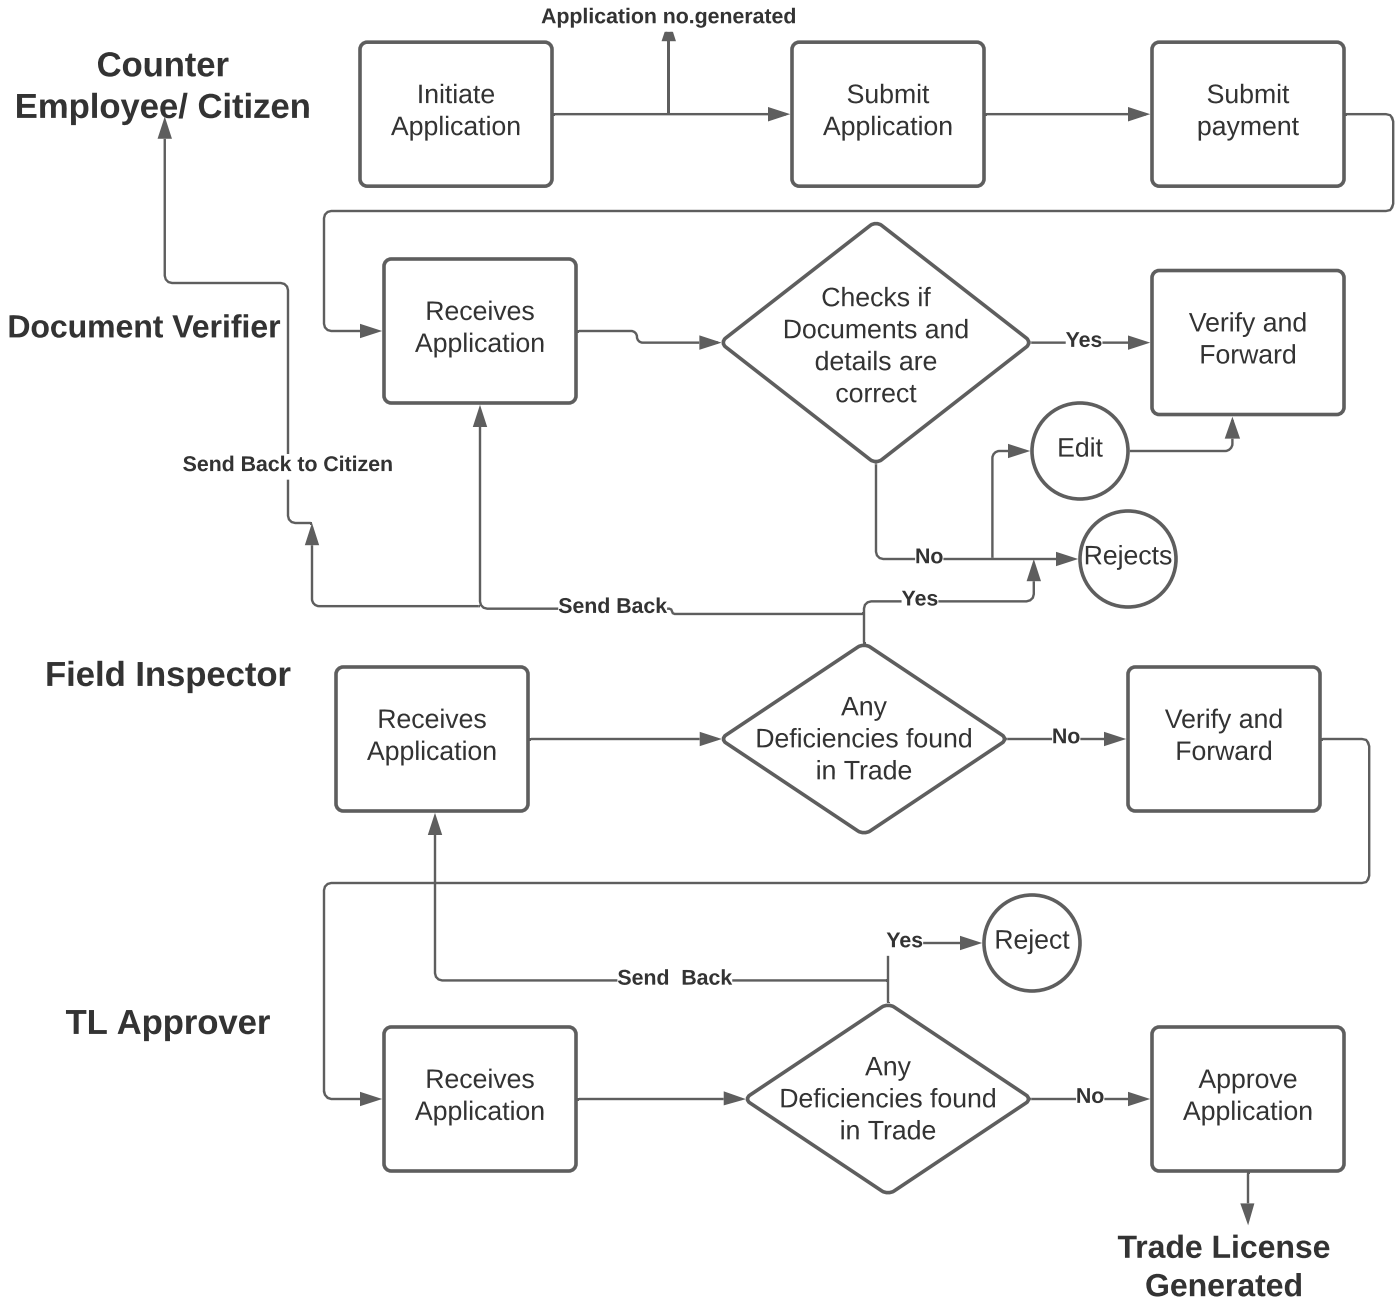 Application no.generated
Counter
Employee/ Citizen
Initiate
Application
Submit
Application
Submit
payment
Document Verifier
Receives
Application
Checks if
Documents and
details are
correct
Yes
Verify and
Forward
Edit
Send Back to Citizen
No
Rejects
Send Back
Yes
Field Inspector
Receives
Application
Any
Deficiencies found
in Trade
No
Verify and
Forward
Yes
Reject
Send  Back
TL Approver
Receives
Application
Any
Deficiencies found
in Trade
No
Approve
Application
Trade License
Generated